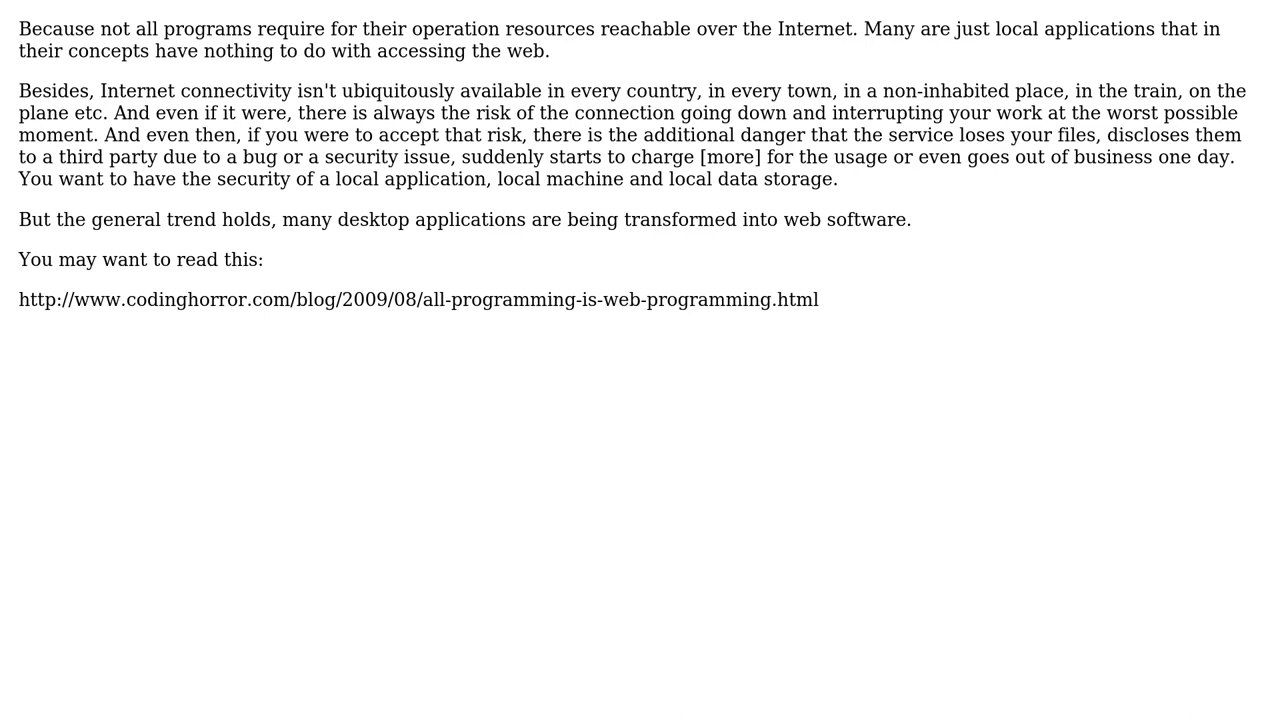 Because not all programs require for their operation resources reachable over the Internet. Many are just local applications that in
their concepts have nothing to do with accessing the web.
Besides, Internet connectivity isn't ubiquitously available in every country, in every town, in a non-inhabited place, in the train, on the
plane etc. And even if it were, there is always the risk of the connection going down and interrupting your work at the worst possible
moment. And even then, if you were to accept that risk, there is the additional danger that the service loses your files, discloses them
to a third party due to a bug or a security issue, suddenly starts to charge [more] for the usage or even goes out of business one day.
You want to have the security of a local application, local machine and local data storage.
But the general trend holds, many desktop applications are being transformed into web software.
You may want to read this:
http://www.codinghorror.com/blog/2009/08/all-programming-is-web-programming.html